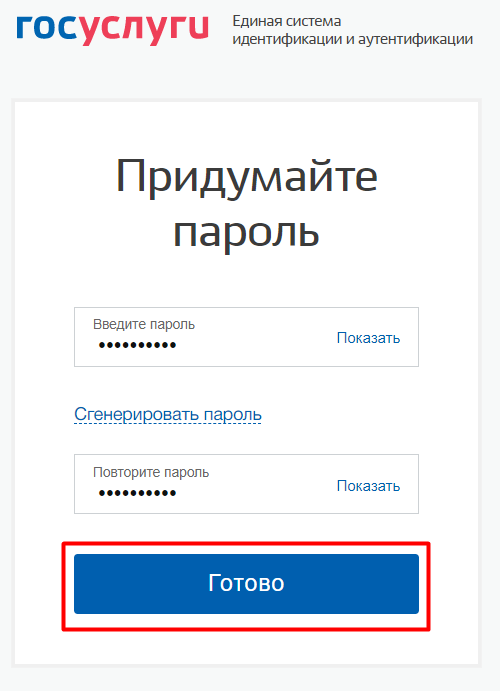 госуслуги
Единая система
идентификации и аутентификации
Придумайте
пароль
Введите пароль
••••••••••
Показать
Сгенерировать пароль
Повторите пароль
••••••••••
Показать
Готово